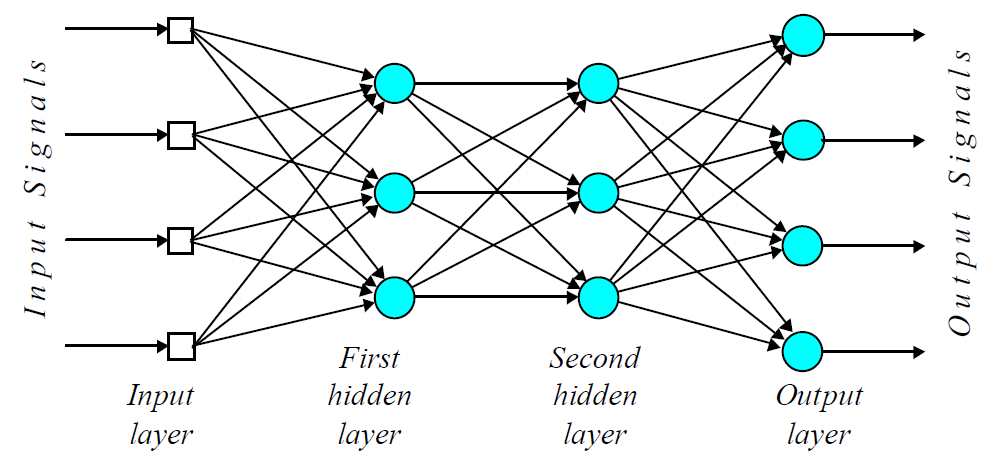 Input Signals
First
hidden
layer
Second
hidden
layer
Input
layer
Output
layer
Output Signals